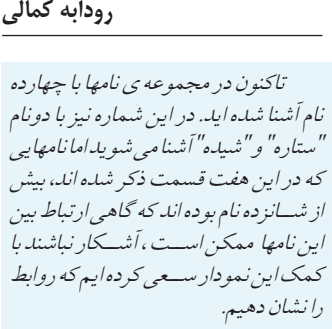 رودابه کمالی
تاکنون در مجموعه ی نامها با چهارده
نام آشنا شده اید. در این شماره نیز با دونام
"ستاره" و "شیده" آشنا می شوید اما نامهایی
که در این هفت قسمت ذکر شده اند، بیش
از شانزده نام بوده اند که گاهی ارتباط بین
این نامها ممکن است ، آشکار نباشند با
کمک این نمودار سعی کرده ایم که روابط
را نشان دهیم.